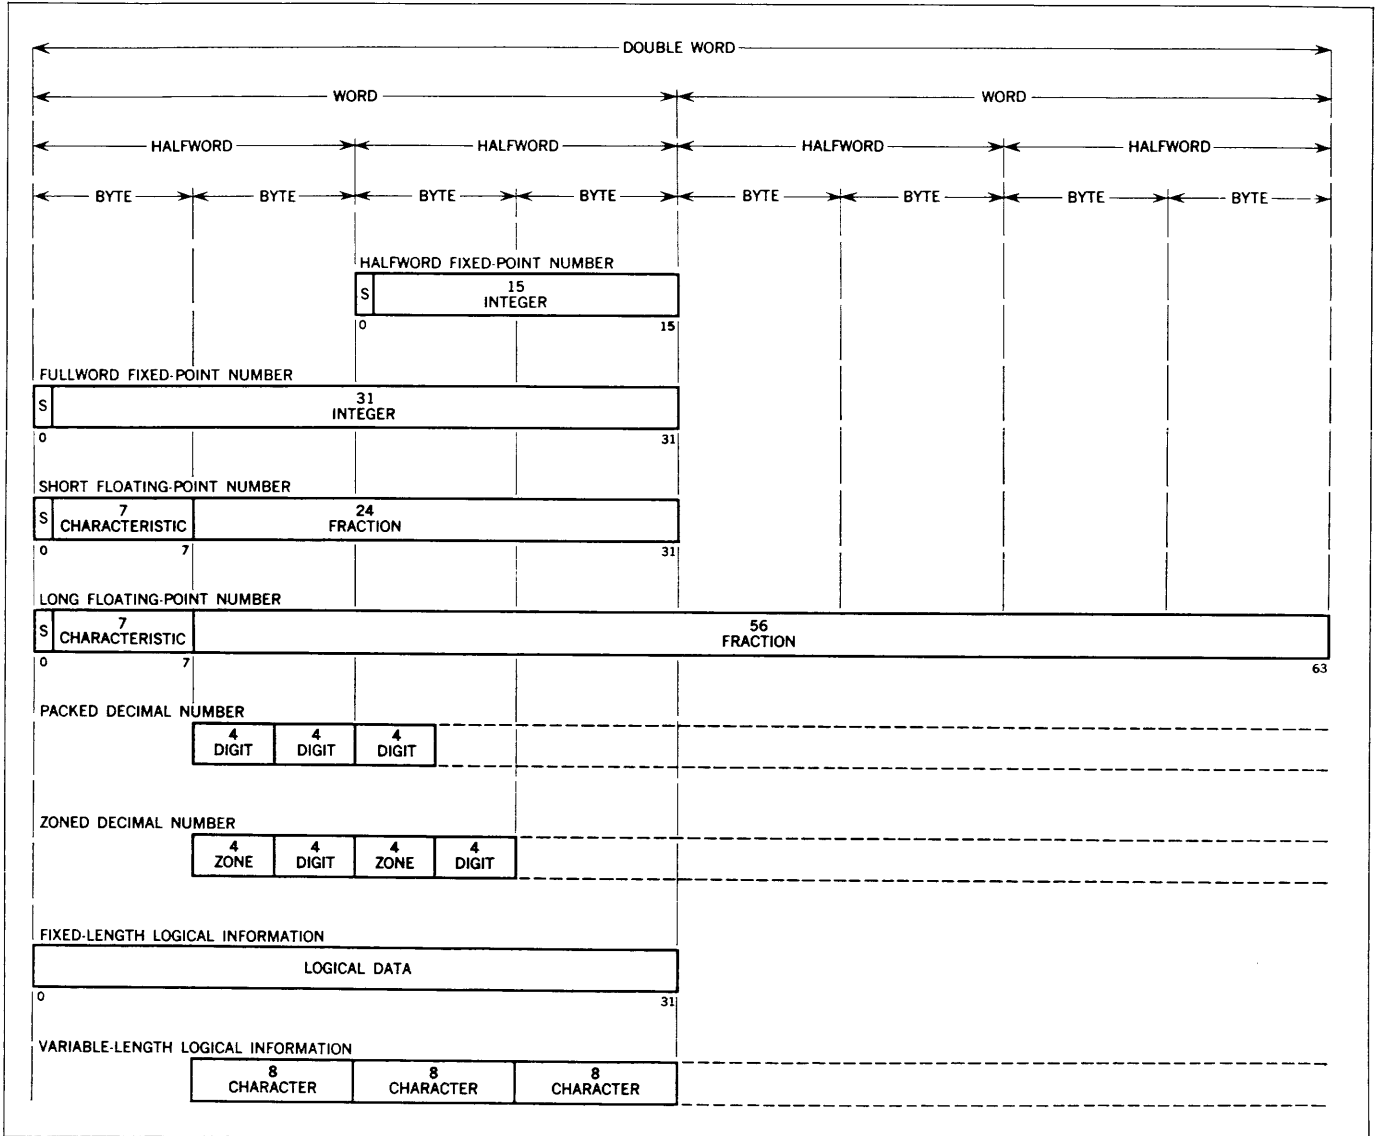 DOUBLE WORD
WORD WORD
HALFWORD HALFWORD HALFWORD HALFWORD
BYTE BYTE BYTE BYTE BYTE BYTE BYTE BYTE
HALFWORD FIXED-POINT NUMBER
S 15
INTEGER
0 15
FULLWORD FIXED-POINT NUMBER
S 31
INTEGER
0 31
SHORT FLOATING-POINT NUMBER
S 7 24
CHARACTERISTIC FRACTION
0 7 31
LONG FLOATING-POINT NUMBER
S 7 56
CHARACTERISTIC FRACTION
0 7 63
PACKED DECIMAL NUMBER
4 4 4
DIGIT DIGIT DIGIT
ZONED DECIMAL NUMBER
4 4 4 4
ZONE DIGIT ZONE DIGIT
FIXED-LENGTH LOGICAL INFORMATION
LOGICAL DATA
0 31
VARIABLE-LENGTH LOGICAL INFORMATION
8 8 8
CHARACTER CHARACTER CHARACTER